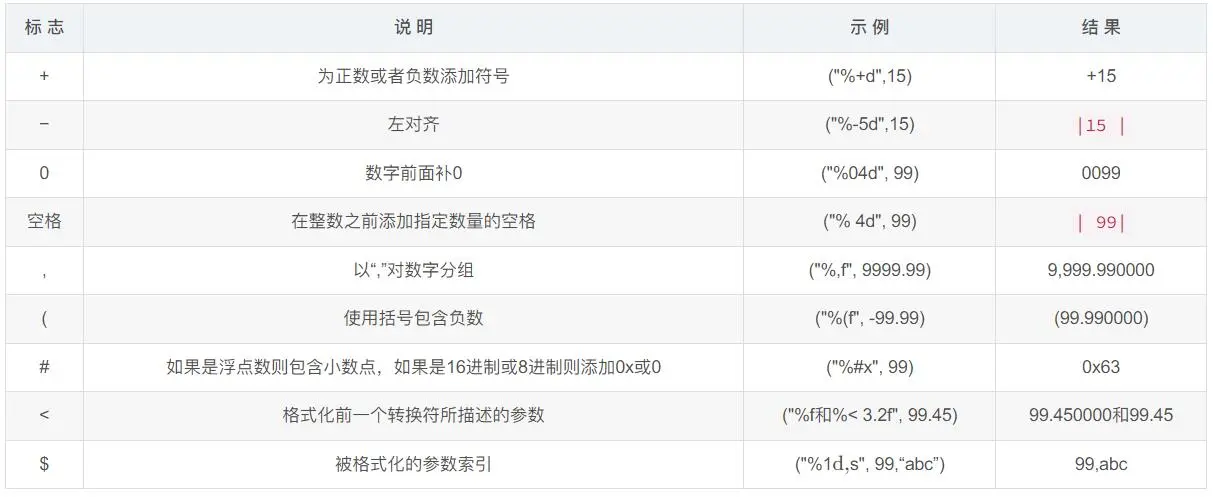 标 志 说 明 示 例 结 果
+ 为正数或者负数添加符号 ("%+d",15) +15
− 左对齐 ("%-5d",15) |15 |
0 数字前面补0 ("%04d", 99) 0099
空格 在整数之前添加指定数量的空格 ("% 4d", 99) | 99|
, 以“,”对数字分组 ("%,f", 9999.99) 9,999.990000
( 使用括号包含负数 ("%(f", -99.99) (99.990000)
# 如果是浮点数则包含小数点，如果是16进制或8进制则添加0x或0 ("%#x", 99) 0x63
< 格式化前一个转换符所描述的参数 ("%f和%< 3.2f", 99.45) 99.450000和99.45
$ 被格式化的参数索引 ("%1d,s", 99,“abc”) 99,abc